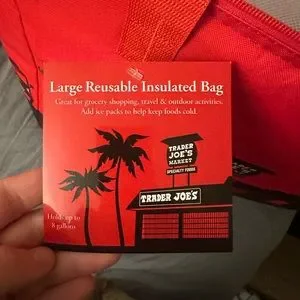 Large Reusable Insulated Bag
Great for grocery shopping, travel & outdoor activities.
Add ice packs to help keep foods cold.
TRADER
JOE'S
MARKET
SPECIALTY FOODS
TRADER JOE'S
Holds up to
8 gallons